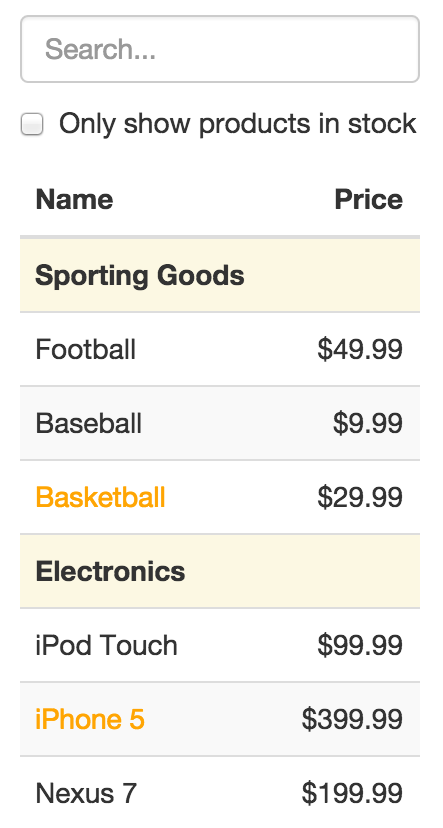 Search...
Only show products in stock
Name Price
Sporting Goods
Football $49.99
Baseball $9.99
Basketball $29.99
Electronics
iPod Touch $99.99
iPhone 5 $399.99
Nexus 7 $199.99